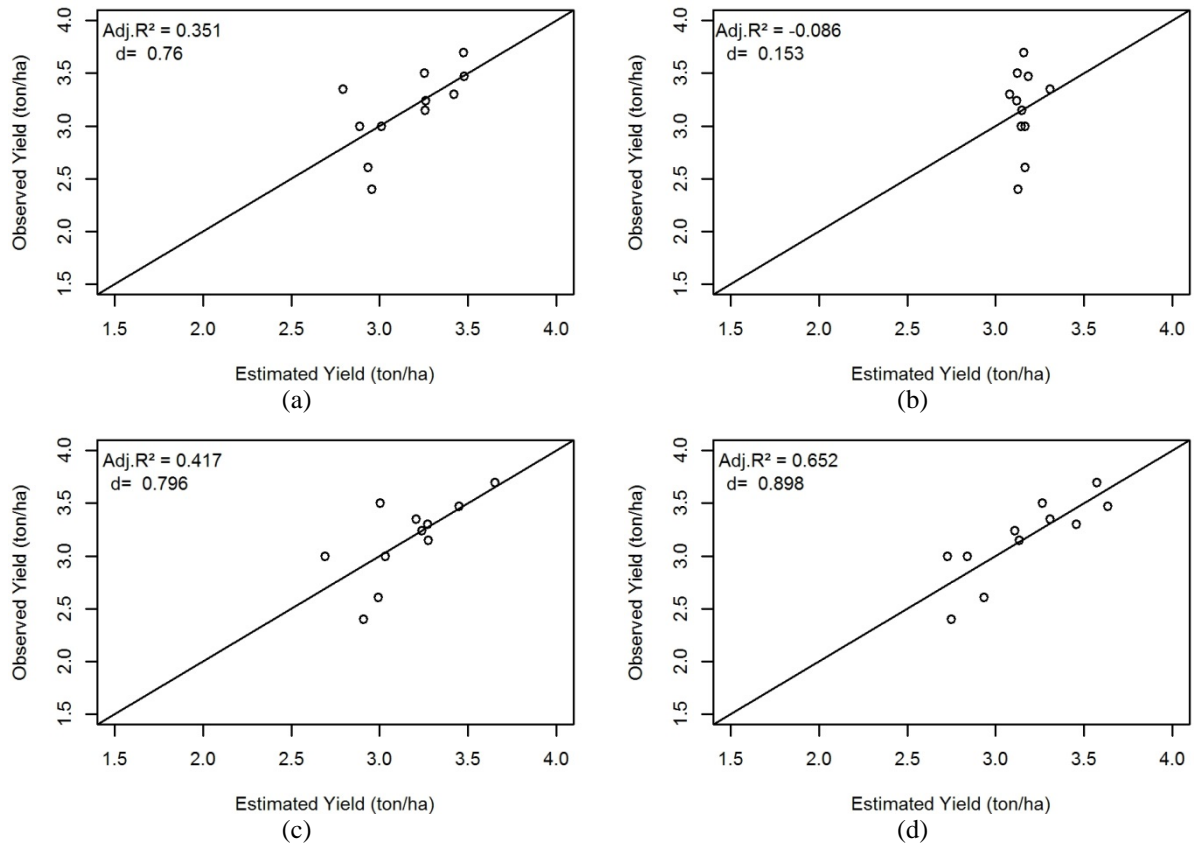 Adj.R² = 0.351
d= 0.76
Observed Yield (ton/ha)
4.0
3.5
3.0
2.5
2.0
1.5
1.5 2.0 2.5 3.0 3.5 4.0
Estimated Yield (ton/ha)
(a)
Adj.R² = -0.086
d= 0.153
Observed Yield (ton/ha)
4.0
3.5
3.0
2.5
2.0
1.5
1.5 2.0 2.5 3.0 3.5 4.0
Estimated Yield (ton/ha)
(b)
Adj.R² = 0.417
d= 0.796
Observed Yield (ton/ha)
4.0
3.5
3.0
2.5
2.0
1.5
1.5 2.0 2.5 3.0 3.5 4.0
Estimated Yield (ton/ha)
(c)
Adj.R² = 0.652
d= 0.898
Observed Yield (ton/ha)
4.0
3.5
3.0
2.5
2.0
1.5
1.5 2.0 2.5 3.0 3.5 4.0
Estimated Yield (ton/ha)
(d)